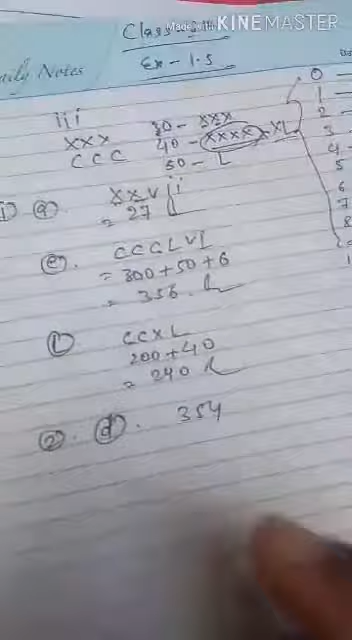 Made with KINEMASTER
Class - 5th
Ex - 1.5
Daily Notes
iii
xxx 30 - xxx
ccc 40 - xxxx - XL
50 - L
0
1
2
3
4
5
6
7
8
1
① ⓐ. XXVii
= 27
ⓔ. CCCLVI
= 300+50+6
= 356.
CCXL
200+40
= 240
②. ⓓ. 354